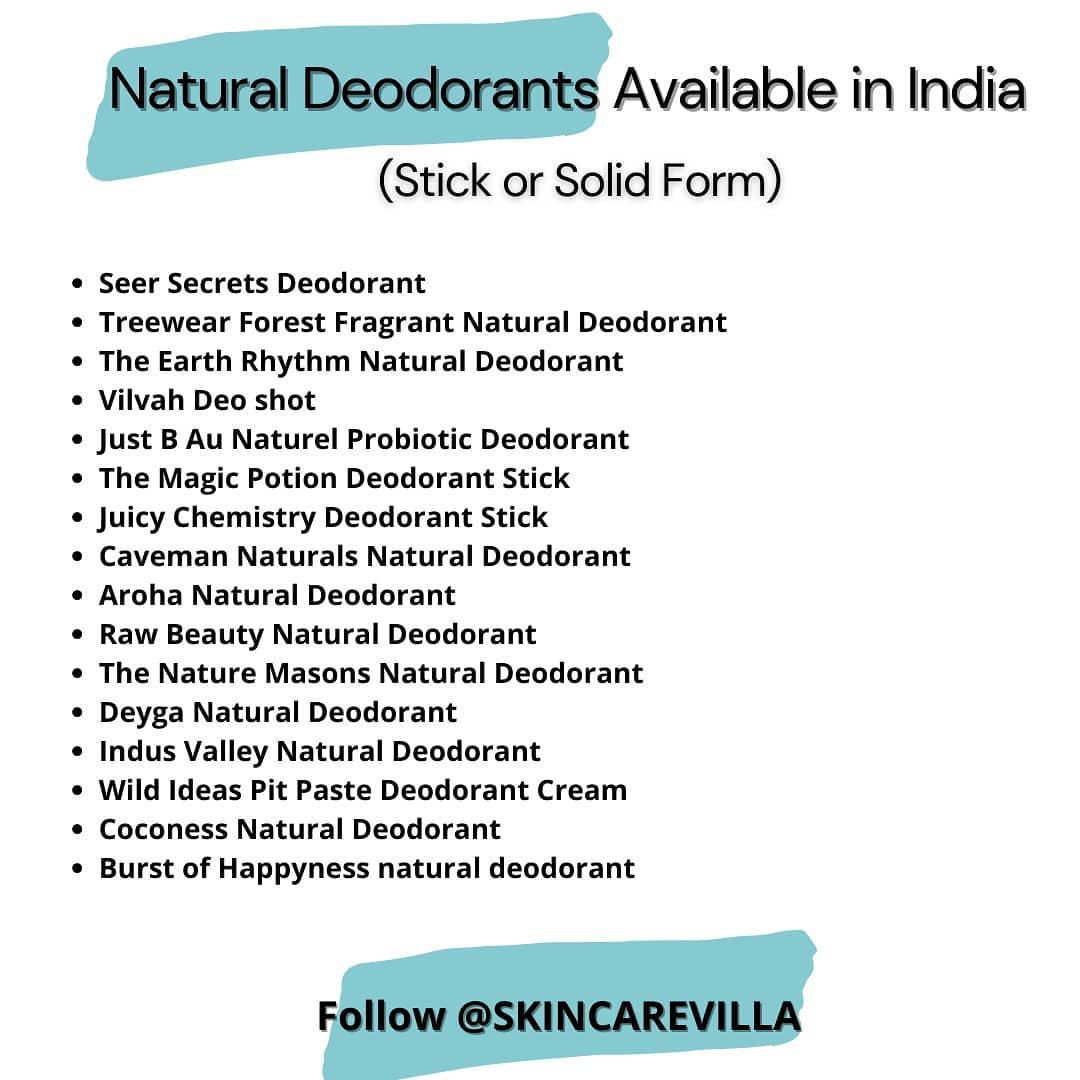 Natural Deodorants Available in India
(Stick or Solid Form)
• Seer Secrets Deodorant
• Treewear Forest Fragrant Natural Deodorant
• The Earth Rhythm Natural Deodorant
• Vilvah Deo shot
• Just B Au Naturel Probiotic Deodorant
• The Magic Potion Deodorant Stick
• Juicy Chemistry Deodorant Stick
• Caveman Naturals Natural Deodorant
• Aroha Natural Deodorant
• Raw Beauty Natural Deodorant
• The Nature Masons Natural Deodorant
• Deyga Natural Deodorant
• Indus Valley Natural Deodorant
• Wild Ideas Pit Paste Deodorant Cream
• Coconess Natural Deodorant
• Burst of Happyness natural deodorant
Follow @SKINCAREVILLA